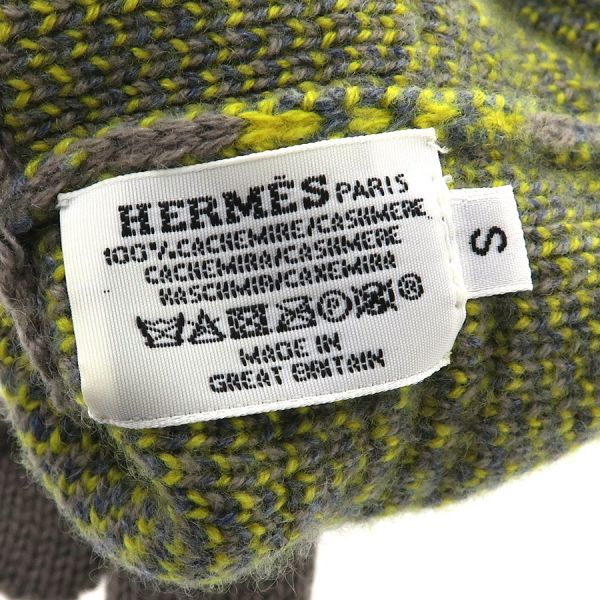 HERMÈS PARIS
100% CACHEMIRE/CASHMERE
CACHEMIRA/CASHMERE
KASCHMIR/CAXEMIRA
P ®
MADE IN
GREAT BRITAIN
S